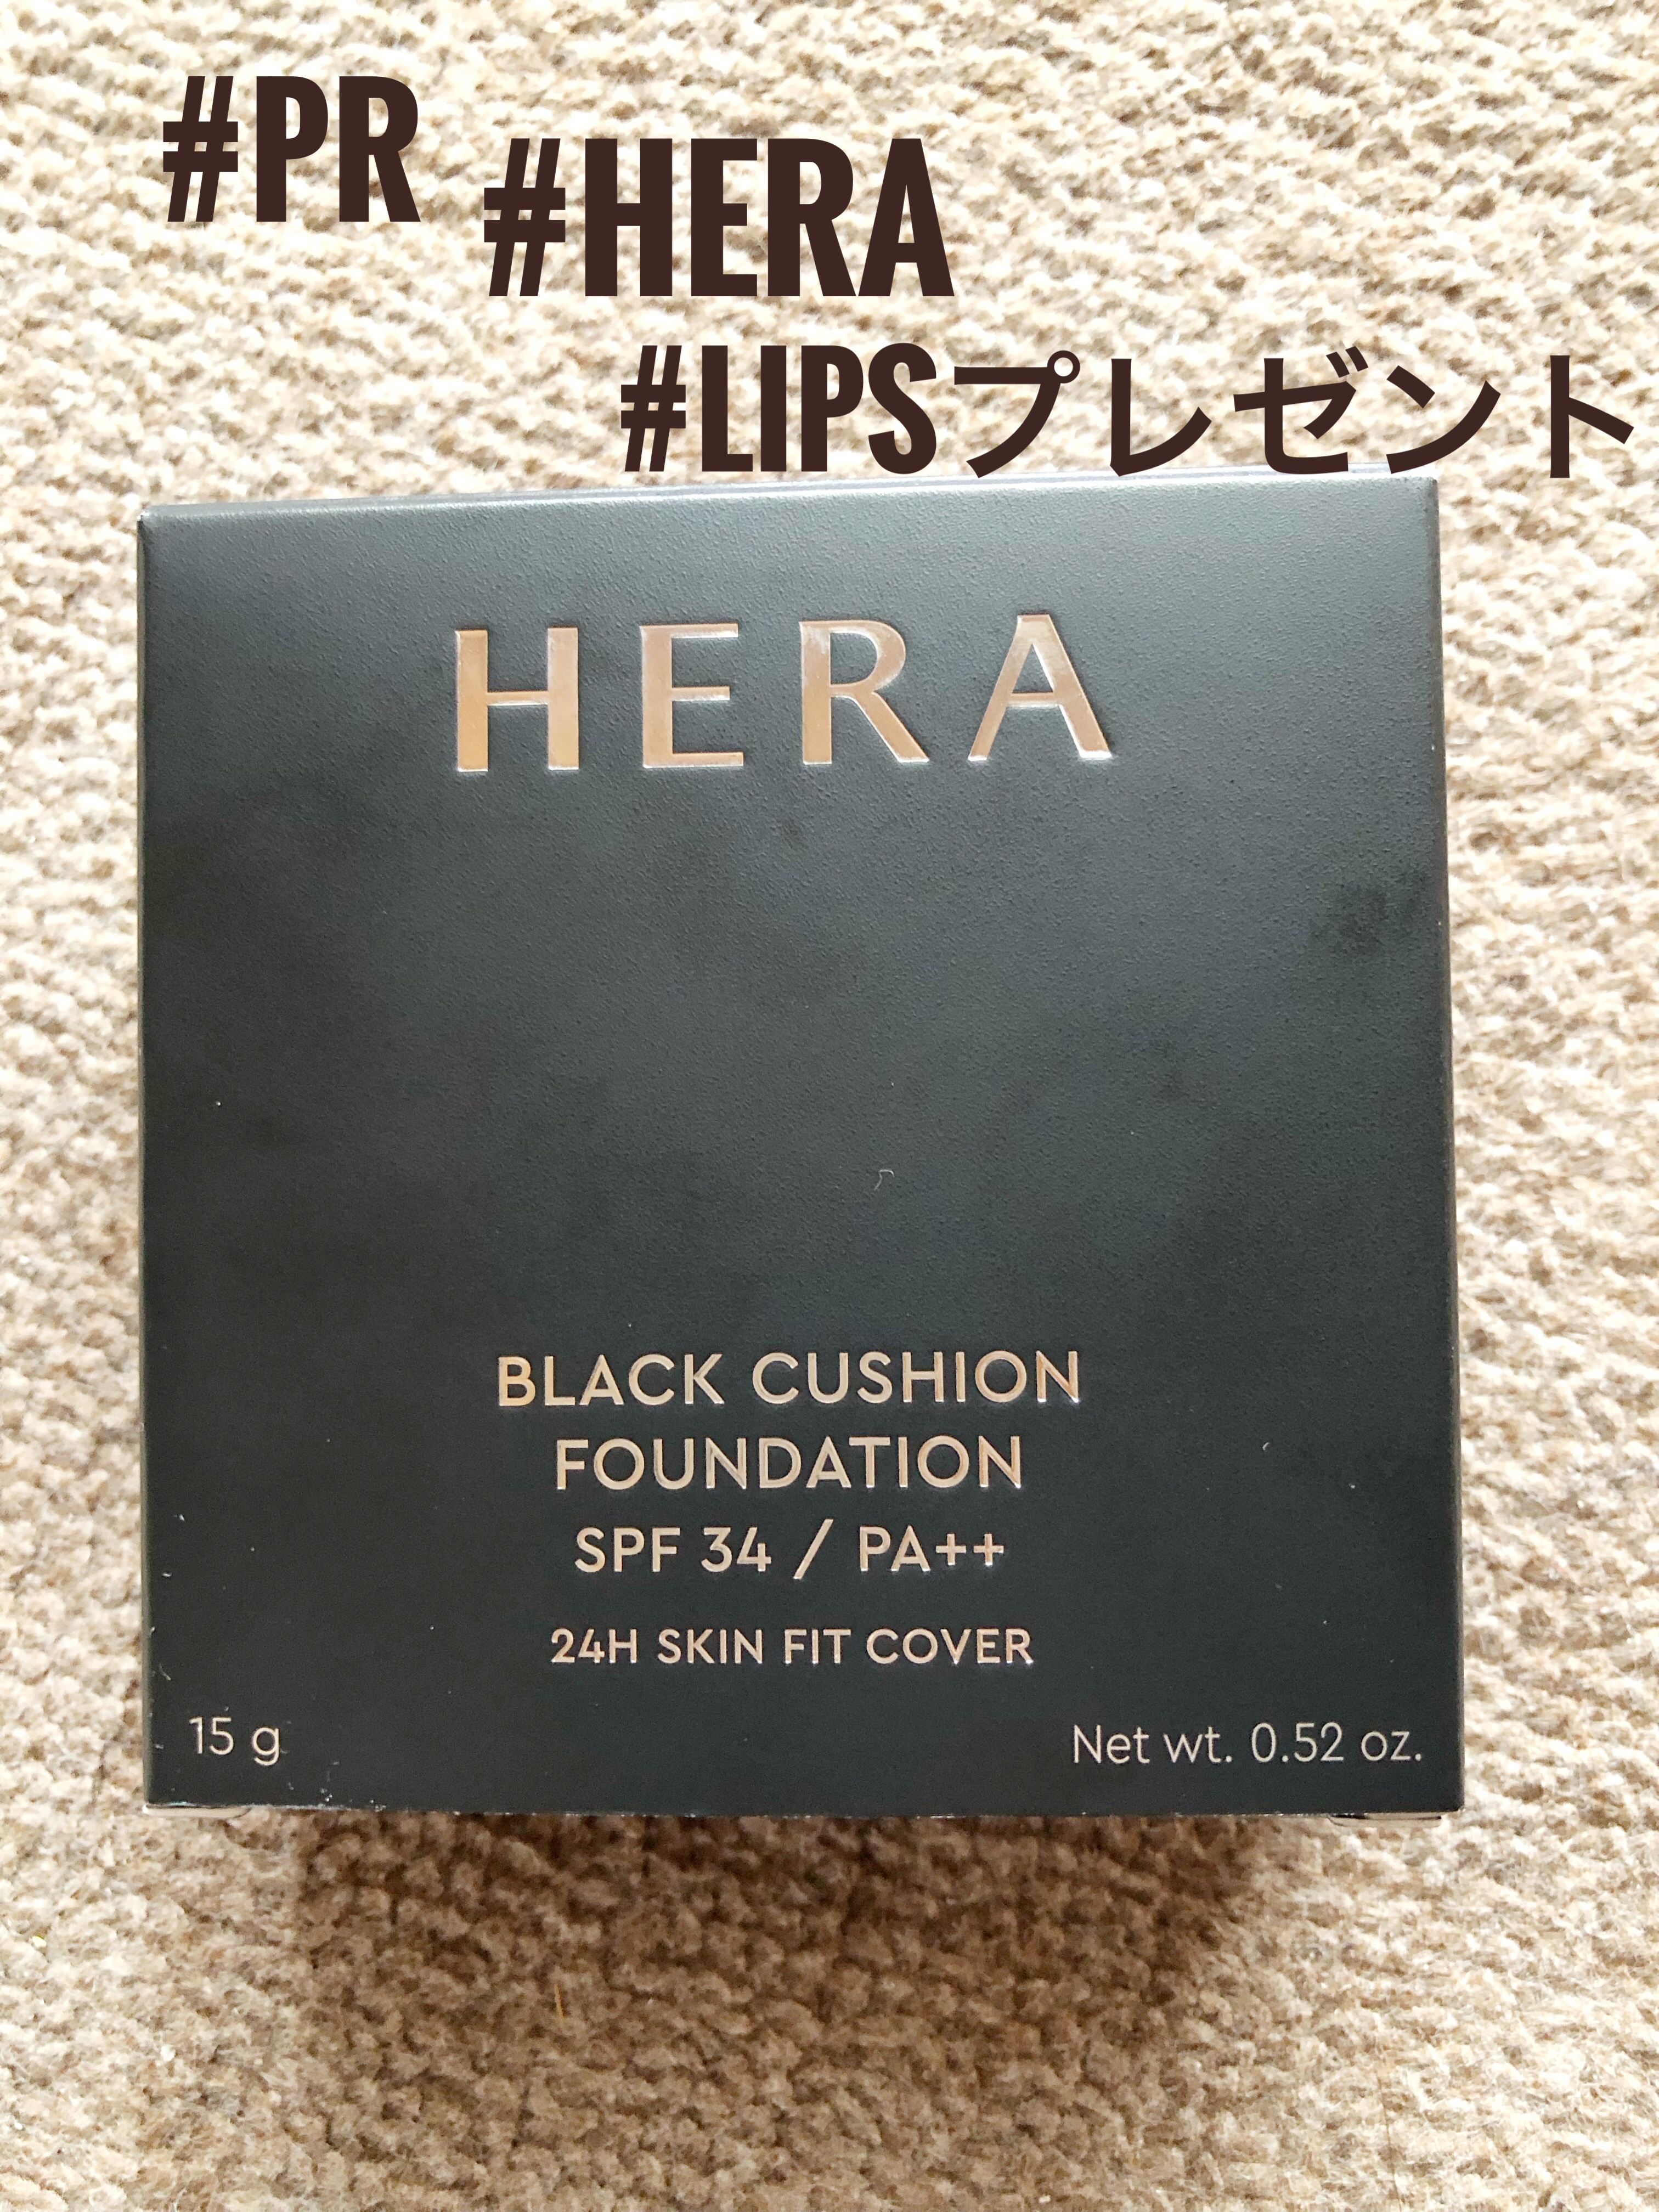 #PR
#HERA
#LIPSプレゼント
HERA
BLACK CUSHION
FOUNDATION
SPF 34 / PA++
24H SKIN FIT COVER
15 g
Net wt. 0.52 oz.